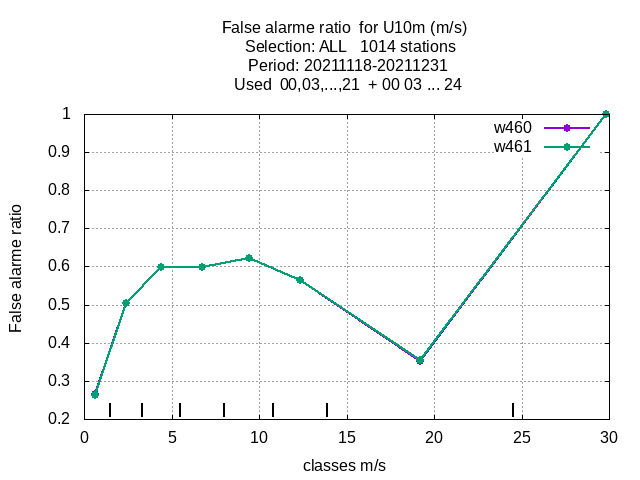 False alarme ratio  for U10m (m/s)
Selection: ALL   1014 stations
Period: 20211118-20211231
Used  00,03,...,21  + 00 03 ... 24
w460
w461
1
0.9
0.8
0.7
0.6
0.5
0.4
0.3
0.2
False alarme ratio
0 5 10 15 20 25 30
classes m/s